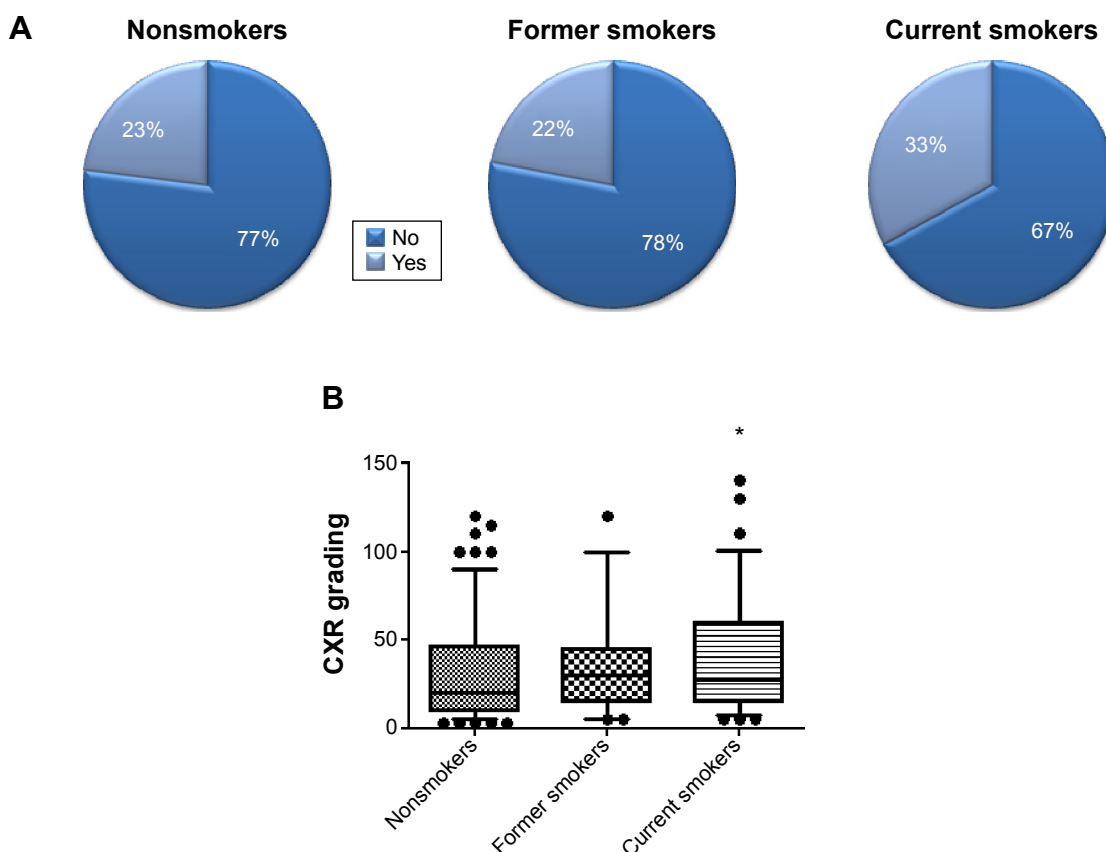 A
Nonsmokers
Former smokers
Current smokers
23%
77%
22%
78%
33%
67%
No
Yes
B
*
CXR grading
150
100
50
0
Nonsmokers
Former smokers
Current smokers